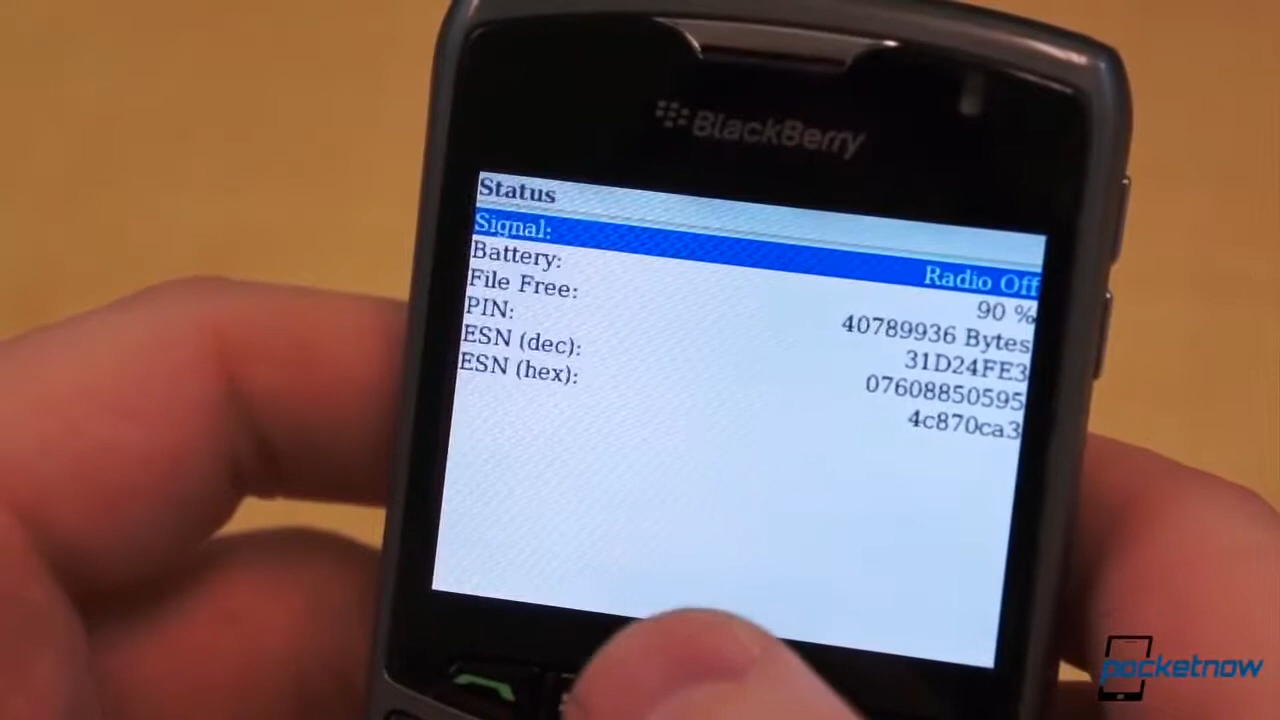 BlackBerry
Status
Signal: Radio Off
Battery: 90 %
File Free: 40789936 Bytes
PIN: 31D24FE3
ESN (dec): 07608850595
ESN (hex): 4c870ca3
pocketnow